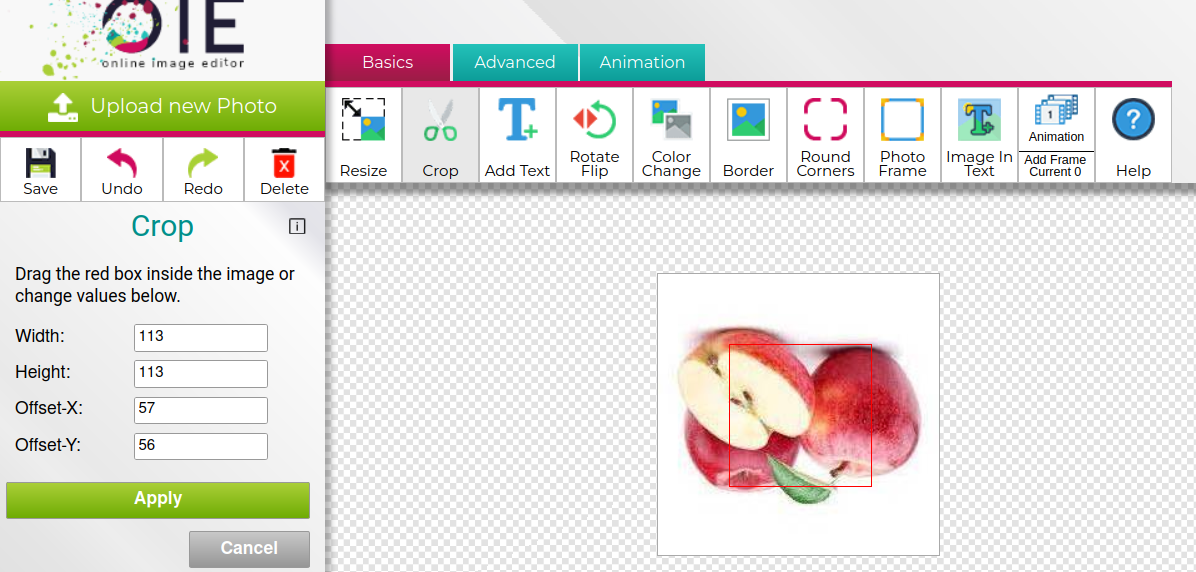 OIE
online image editor
Upload new Photo
Save
Undo
Redo
Delete
Basics
Advanced
Animation
Resize
Crop
Add Text
Rotate
Flip
Color
Change
Border
Round
Corners
Photo
Frame
Image In
Text
1
Animation
Add Frame
Current 0
?
Help
Crop
i
Drag the red box inside the image or
change values below.
Width: 113
Height: 113
Offset-X: 57
Offset-Y: 56
Apply
Cancel